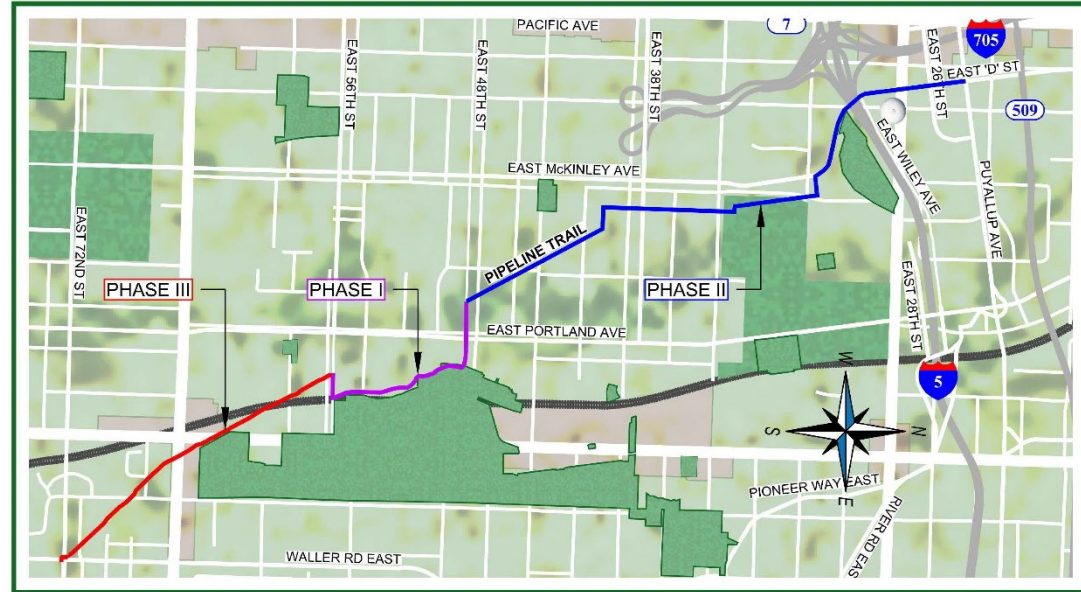 PACIFIC AVE
7
705
EAST 56TH ST
EAST 48TH ST
EAST 38TH ST
EAST 26TH ST
EAST 'D' ST
509
EAST McKINLEY AVE
EAST WILEY AVE
PUYALLUP AVE
EAST 72ND ST
PIPELINE TRAIL
PHASE III
PHASE I
PHASE II
EAST 28TH ST
EAST PORTLAND AVE
5
W
S
N
E
PIONEER WAY EAST
RIVER RD EAS
WALLER RD EAST